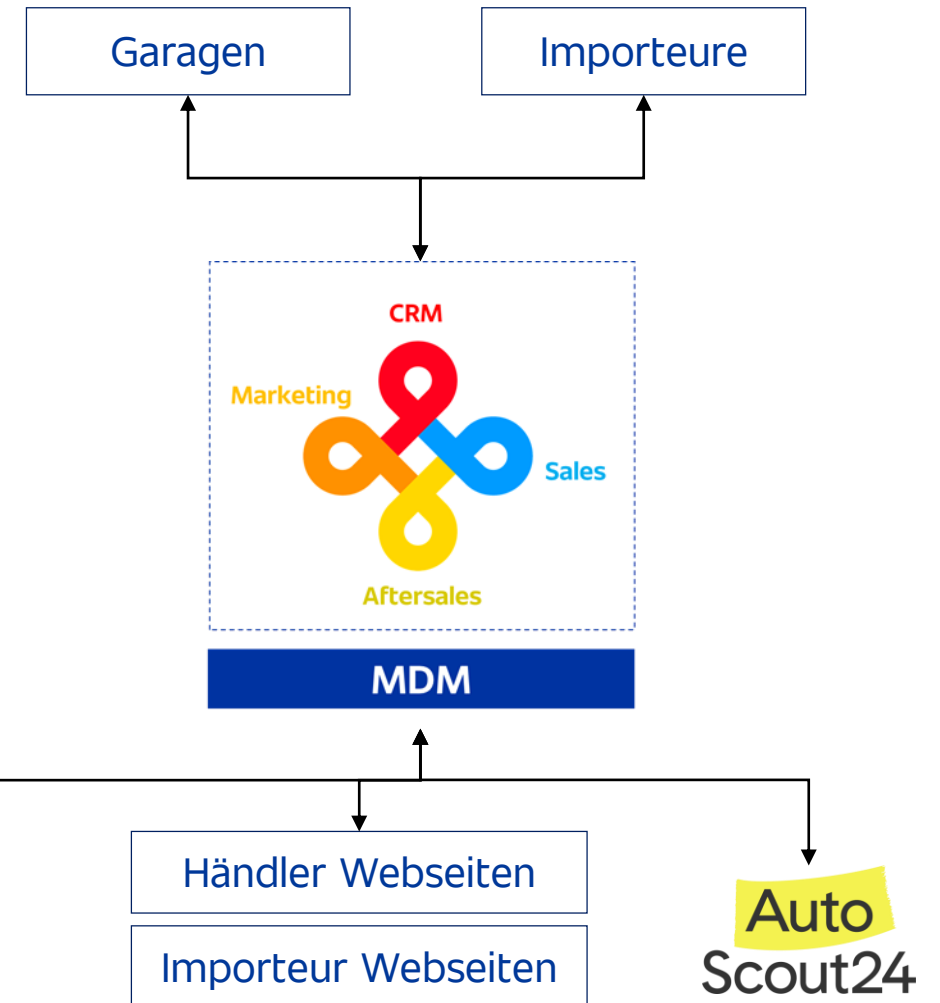 Garagen
Importeure
CRM
Marketing
Sales
Aftersales
MDM
Händler Webseiten
Importeur Webseiten
Auto
Scout24